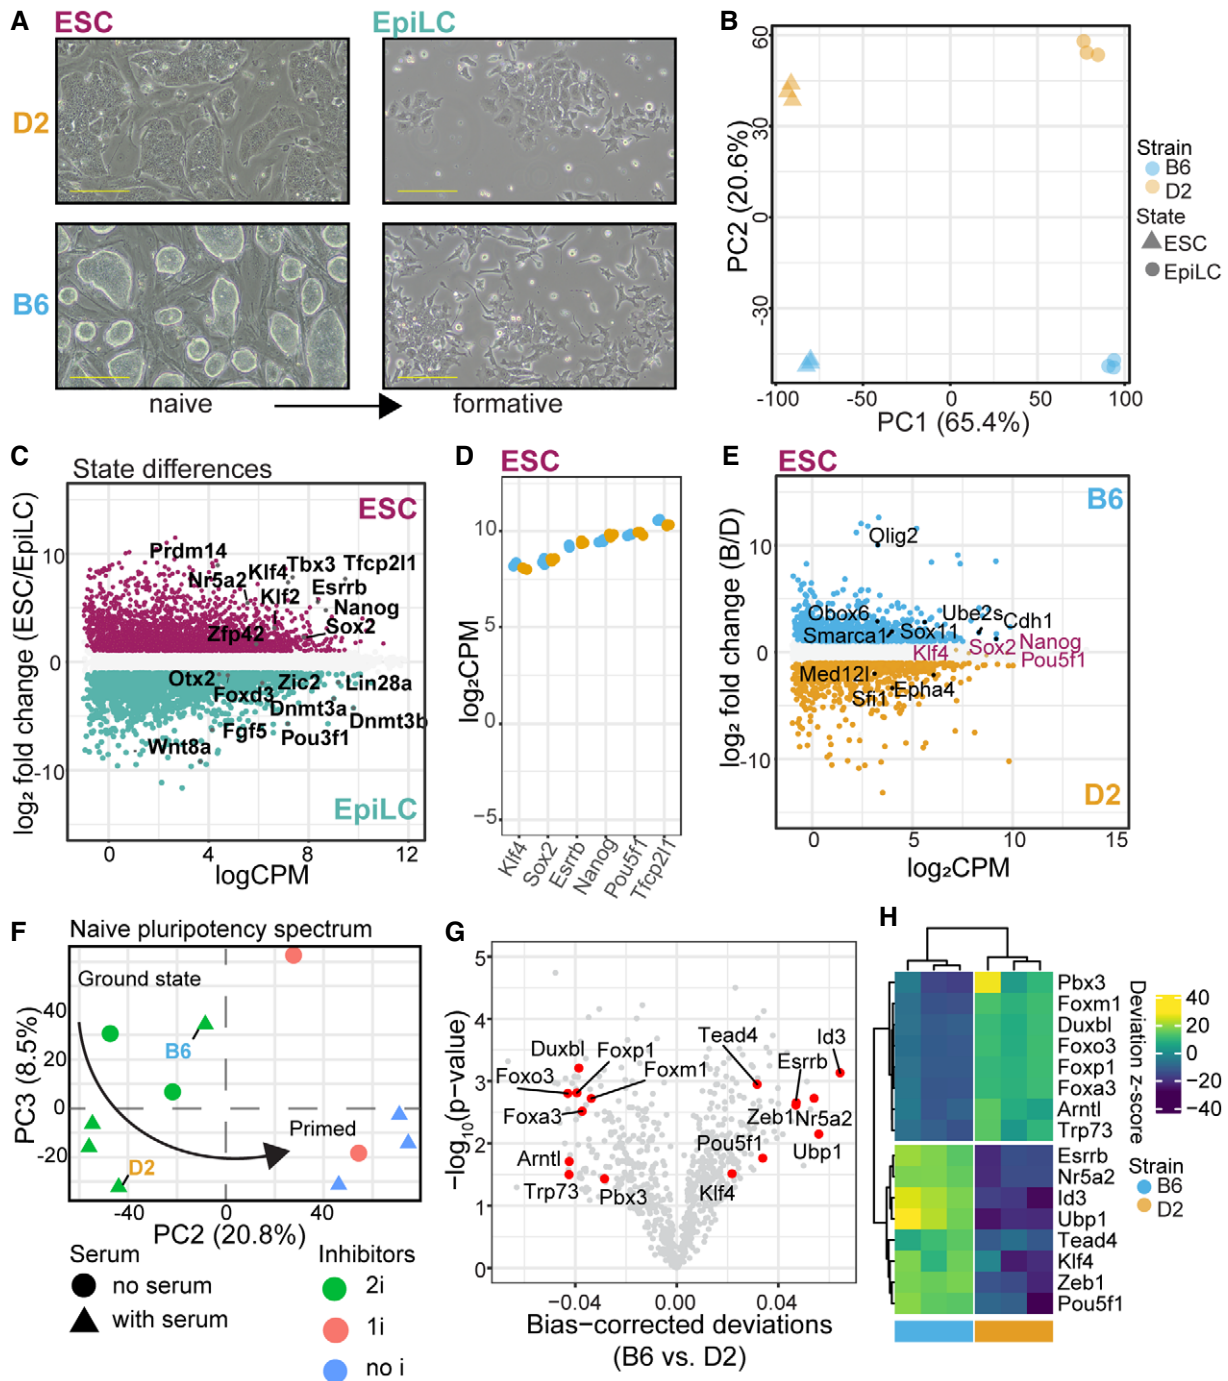 A
ESC
EpiLC
D2
B6
naive
formative
B
60
30
0
-30
PC2 (20.6%)
-100
-50
0
50
100
PC1 (65.4%)
Strain
B6
D2
State
ESC
EpiLC
C
State differences
ESC
log₂ fold change (ESC/EpiLC)
10
0
-10
Prdm14
Tbx3
Tfcp2l1
Nr5a2
Klf4
Esrrb
Klf2
Nanog
Zfp42
Sox2
Otx2
Zic2
Lin28a
Foxd3
Dnmt3a
Dnmt3b
Fgf5
Pou3f1
Wnt8a
EpiLC
0
4
8
12
logCPM
D
ESC
log₂CPM
10
5
0
−5
Klf4
Sox2
Esrrb
Nanog
Pou5f1
Tfcp2l1
E
ESC
B6
log₂ fold change (B/D)
10
0
-10
Olig2
Obox6
Ube2s
Cdh1
Smarca1
Sox11
Klf4
Sox2
Nanog
Pou5f1
Med12l
Sfi1
Epha4
D2
0
5
10
15
log₂CPM
F
Naive pluripotency spectrum
Ground state
B6
Primed
D2
PC3 (8.5%)
40
20
0
-20
-40
0
40
PC2 (20.8%)
Serum
no serum
with serum
Inhibitors
2i
1i
no i
G
−log10(p−value)
5
4
3
2
1
0
Duxbl
Foxp1
Foxo3
Foxm1
Foxa3
Arntl
Trp73
Pbx3
Tead4
Id3
Esrrb
Zeb1
Nr5a2
Pou5f1
Ubp1
Klf4
−0.04
0.00
0.04
Bias−corrected deviations
(B6 vs. D2)
H
Pbx3
Foxm1
Duxbl
Foxo3
Foxp1
Foxa3
Arntl
Trp73
Esrrb
Nr5a2
Id3
Ubp1
Tead4
Klf4
Zeb1
Pou5f1
Deviation z-score
40
20
0
−20
−40
Strain
B6
D2